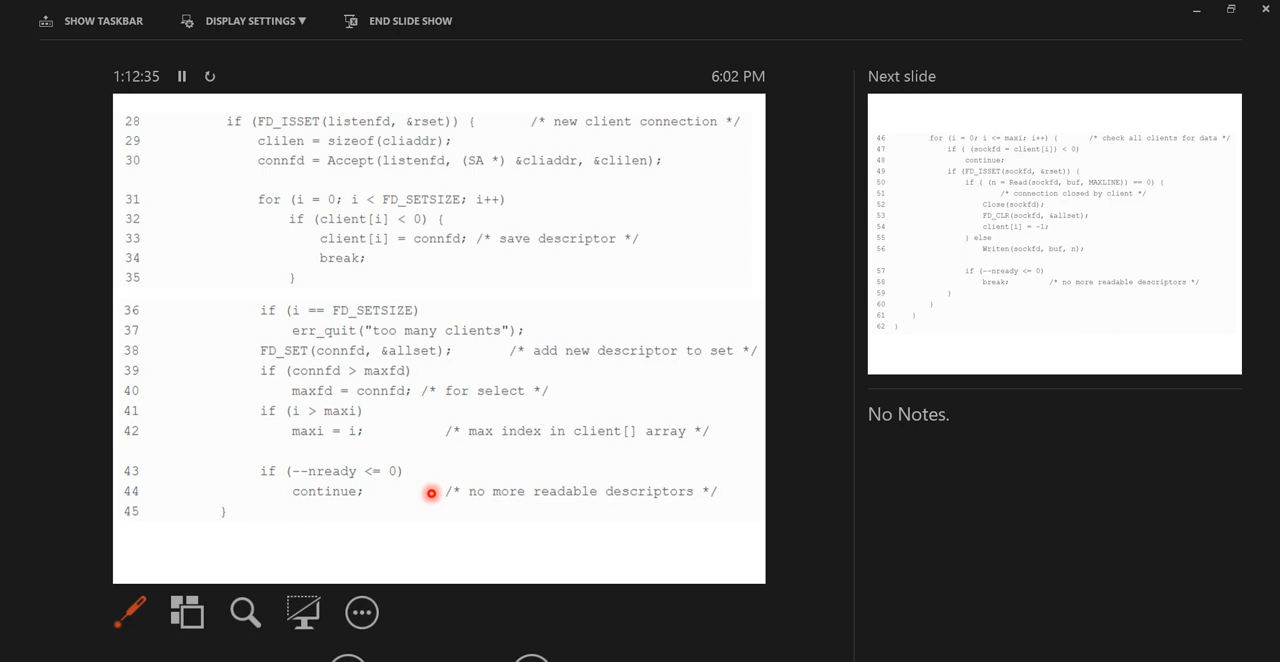 SHOW TASKBAR DISPLAY SETTINGS ▼ END SLIDE SHOW
1:12:35 6:02 PM
28 if (FD_ISSET(listenfd, &rset)) { /* new client connection */
29 clilen = sizeof(cliaddr);
30 connfd = Accept(listenfd, (SA *) &cliaddr, &clilen);
31 for (i = 0; i < FD_SETSIZE; i++)
32 if (client[i] < 0) {
33 client[i] = connfd; /* save descriptor */
34 break;
35 }
36 if (i == FD_SETSIZE)
37 err_quit("too many clients");
38 FD_SET(connfd, &allset); /* add new descriptor to set */
39 if (connfd > maxfd)
40 maxfd = connfd; /* for select */
41 if (i > maxi)
42 maxi = i; /* max index in client[] array */
43 if (--nready <= 0)
44 continue; /* no more readable descriptors */
45 }
Next slide
46 for (i = 0; i <= maxi; i++) { /* check all clients for data */
47 if ( (sockfd = client[i]) < 0)
48 continue;
49 if (FD_ISSET(sockfd, &rset)) {
50 if ( (n = Read(sockfd, buf, MAXLINE)) == 0) {
51 /* connection closed by client */
52 Close(sockfd);
53 FD_CLR(sockfd, &allset);
54 client[i] = -1;
55 } else
56 Writen(sockfd, buf, n);
57 if (--nready <= 0)
58 break; /* no more readable descriptors */
59 }
60 }
61 }
62 }
No Notes.